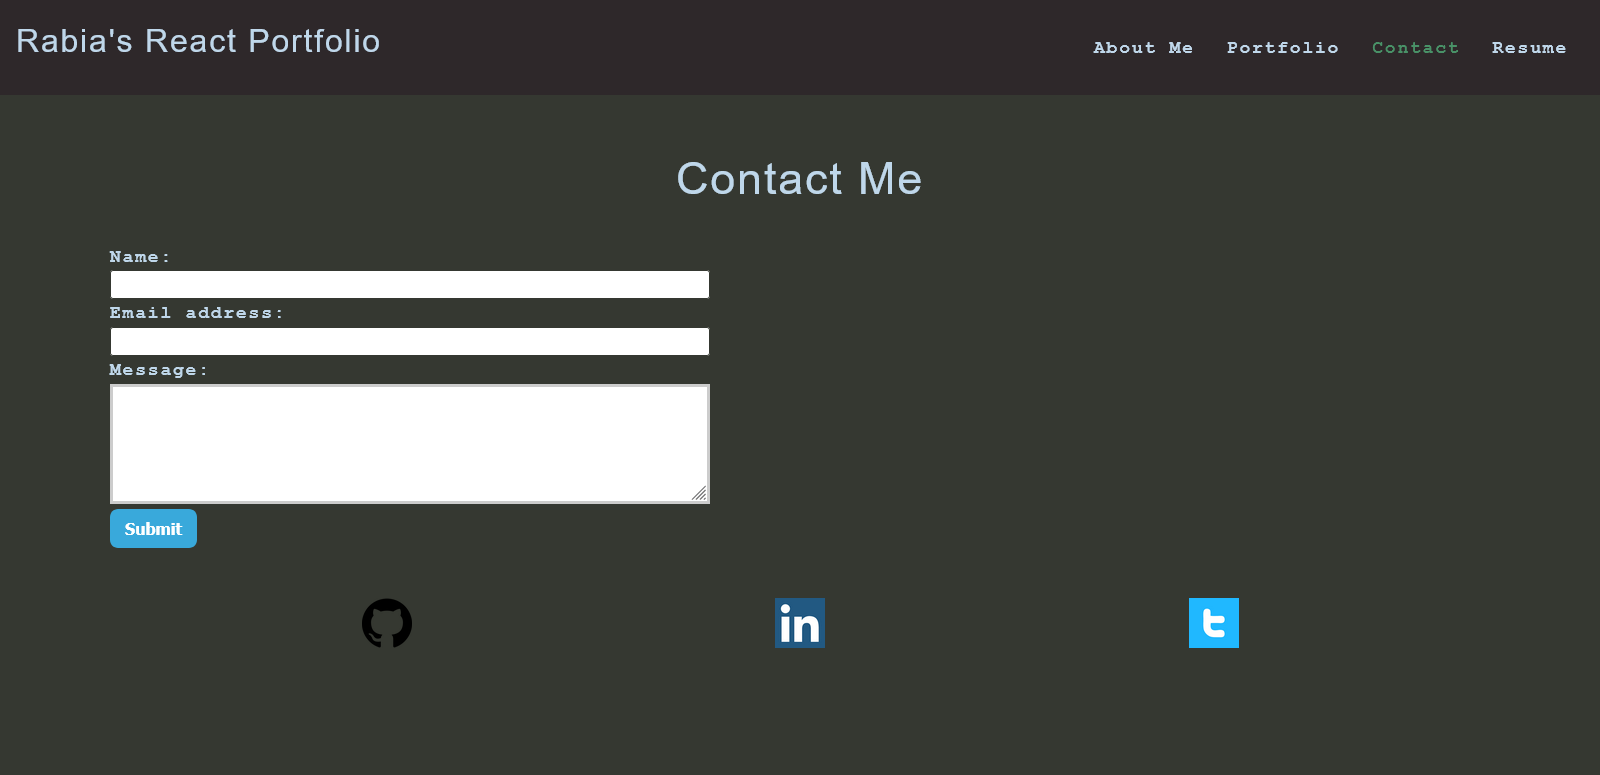 Rabia's React Portfolio
About Me Portfolio Contact Resume
Contact Me
Name:
Email address:
Message:
Submit
in
t